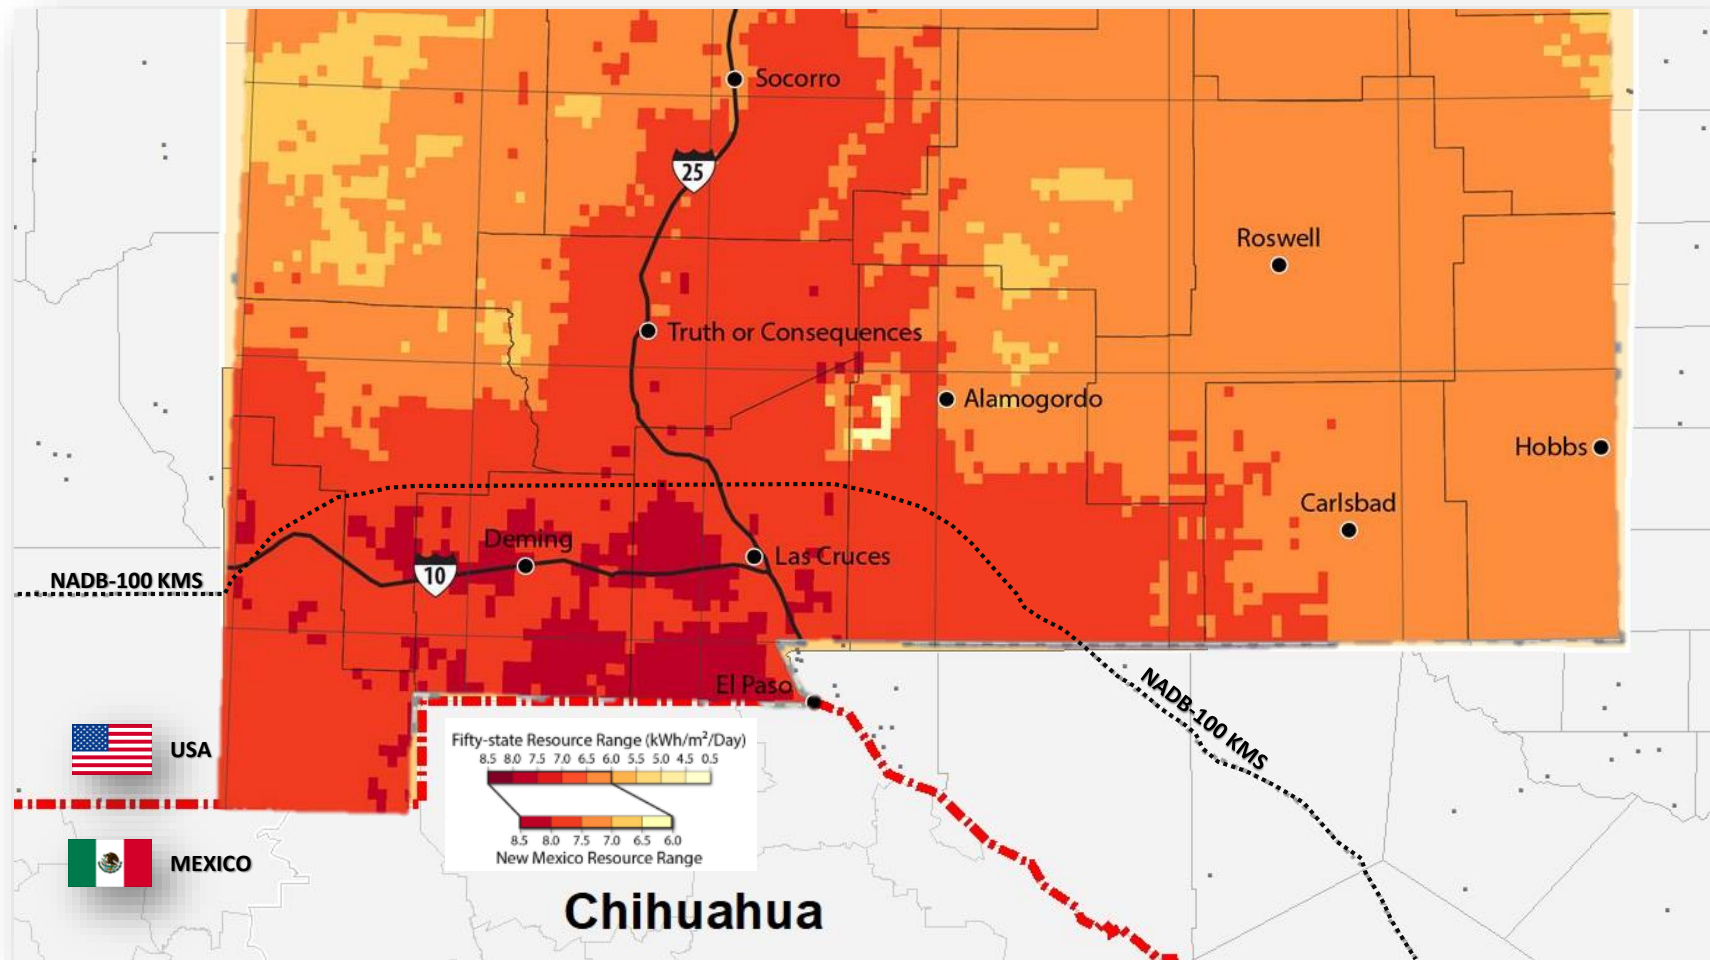 Socorro
25
Roswell
Truth or Consequences
Alamogordo
Hobbs
Carlsbad
Deming
Las Cruces
10
NADB-100 KMS
El Paso
NADB-100 KMS
USA
MEXICO
Fifty-state Resource Range (kWh/m²/Day)
8.5 8.0 7.5 7.0 6.5 6.0 5.5 5.0 4.5 0.5
8.5 8.0 7.5 7.0 6.5 6.0
New Mexico Resource Range
Chihuahua